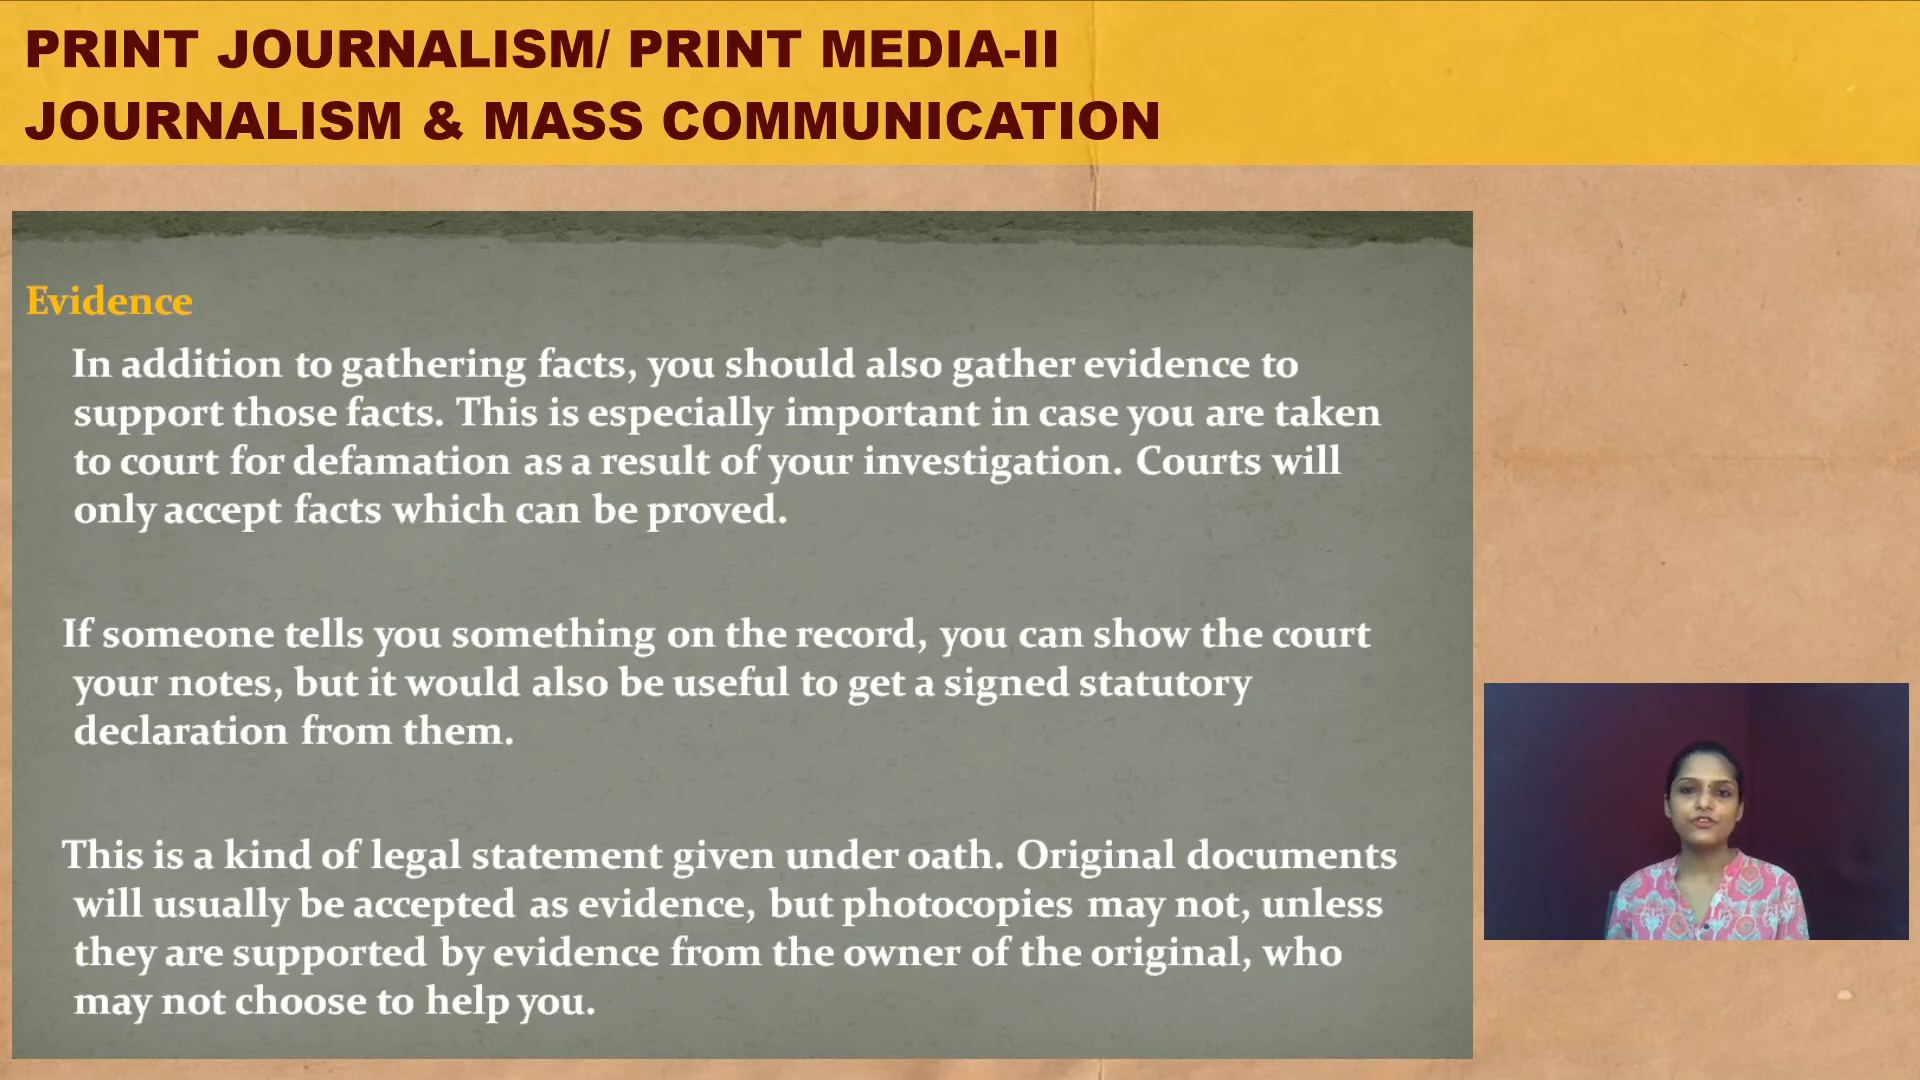 PRINT JOURNALISM/ PRINT MEDIA-II
JOURNALISM & MASS COMMUNICATION
Evidence
In addition to gathering facts, you should also gather evidence to
support those facts. This is especially important in case you are taken
to court for defamation as a result of your investigation. Courts will
only accept facts which can be proved.
If someone tells you something on the record, you can show the court
your notes, but it would also be useful to get a signed statutory
declaration from them.
This is a kind of legal statement given under oath. Original documents
will usually be accepted as evidence, but photocopies may not, unless
they are supported by evidence from the owner of the original, who
may not choose to help you.